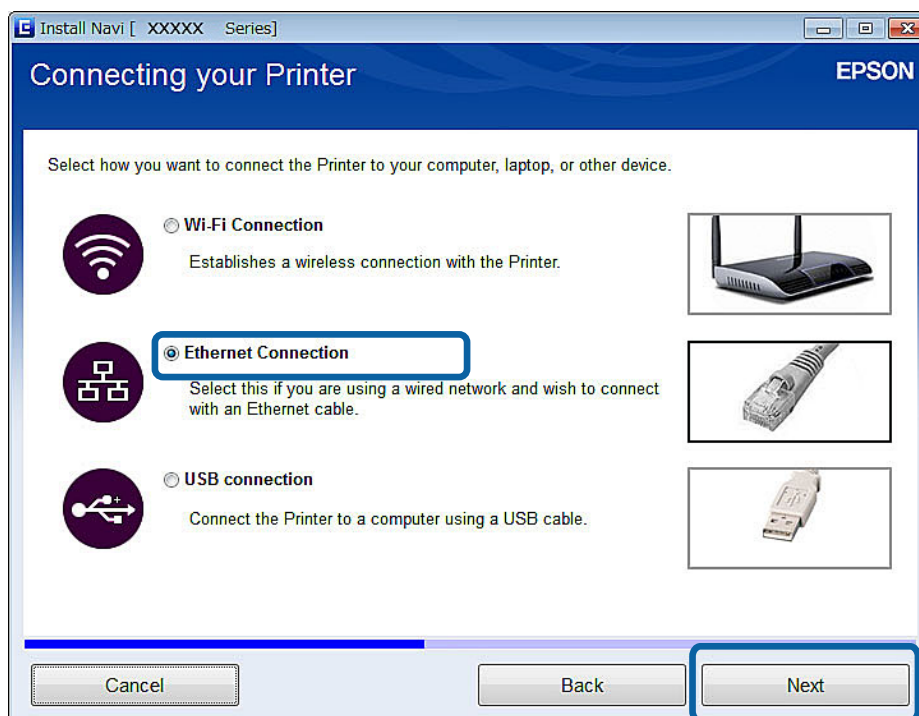 Install Navi [ XXXXX Series]
Connecting your Printer
EPSON
Select how you want to connect the Printer to your computer, laptop, or other device.
Wi-Fi Connection
Establishes a wireless connection with the Printer.
Ethernet Connection
Select this if you are using a wired network and wish to connect
with an Ethernet cable.
USB connection
Connect the Printer to a computer using a USB cable.
Cancel
Back
Next